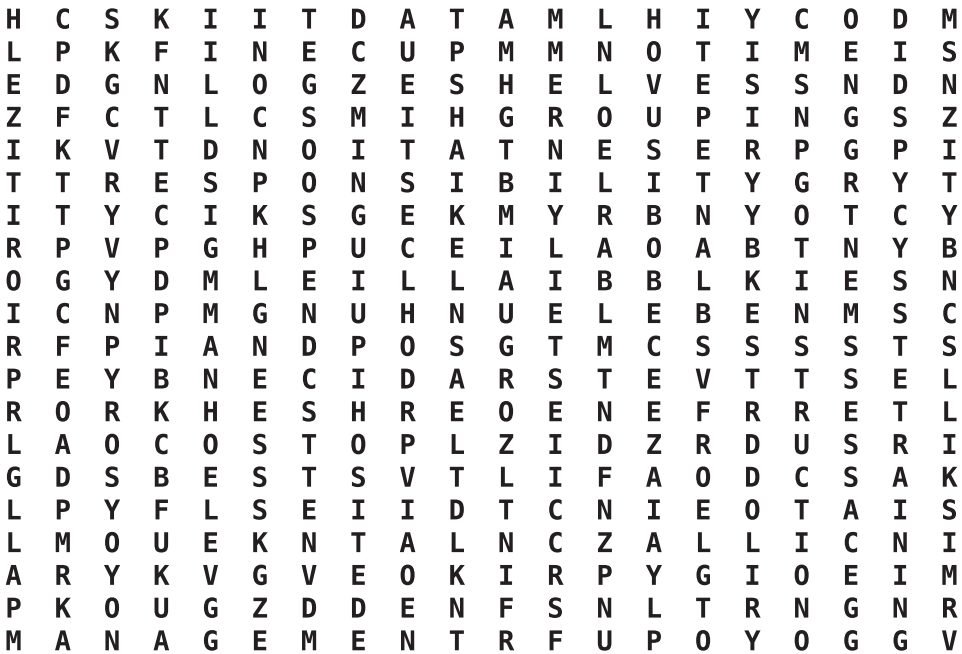 H C S K I I T D A T A M L H I Y C O D M
L P K F I N E C U P M M N O T I M E I S
E D G N L O G Z E S H E L V E S S N D N
Z F C T L C S M I H G R O U P I N G S Z
I K V T D N O I T A T N E S E R P G P I
T T R E S P O N S I B I L I T Y G R Y T
I T Y C I K S G E K M Y R B N Y O T C Y
R P V P G H P U C E I L A O A B T N Y B
O G Y D M L E I L L A I B B L K I E S N
I C N P M G N U H N U E L E B E N M S C
R F P I A N D P O S G T M C S S S S T S
P E Y B N E C I D A R S T E V T T S E L
R O R K H E S H R E O E N E F R R E T L
L A O C O S T O P L Z I D Z R D U S R I
G D S B E S T S V T L I F A O D C S A K
L P Y F L S E I I D T C N I E O T A I S
L M O U E K N T A L N C Z A L L I C N I
A R Y K V G V E O K I R P Y G I O E I M
P K O U G Z D D E N F S N L T R N G N R
M A N A G E M E N T R F U P O Y O G G V